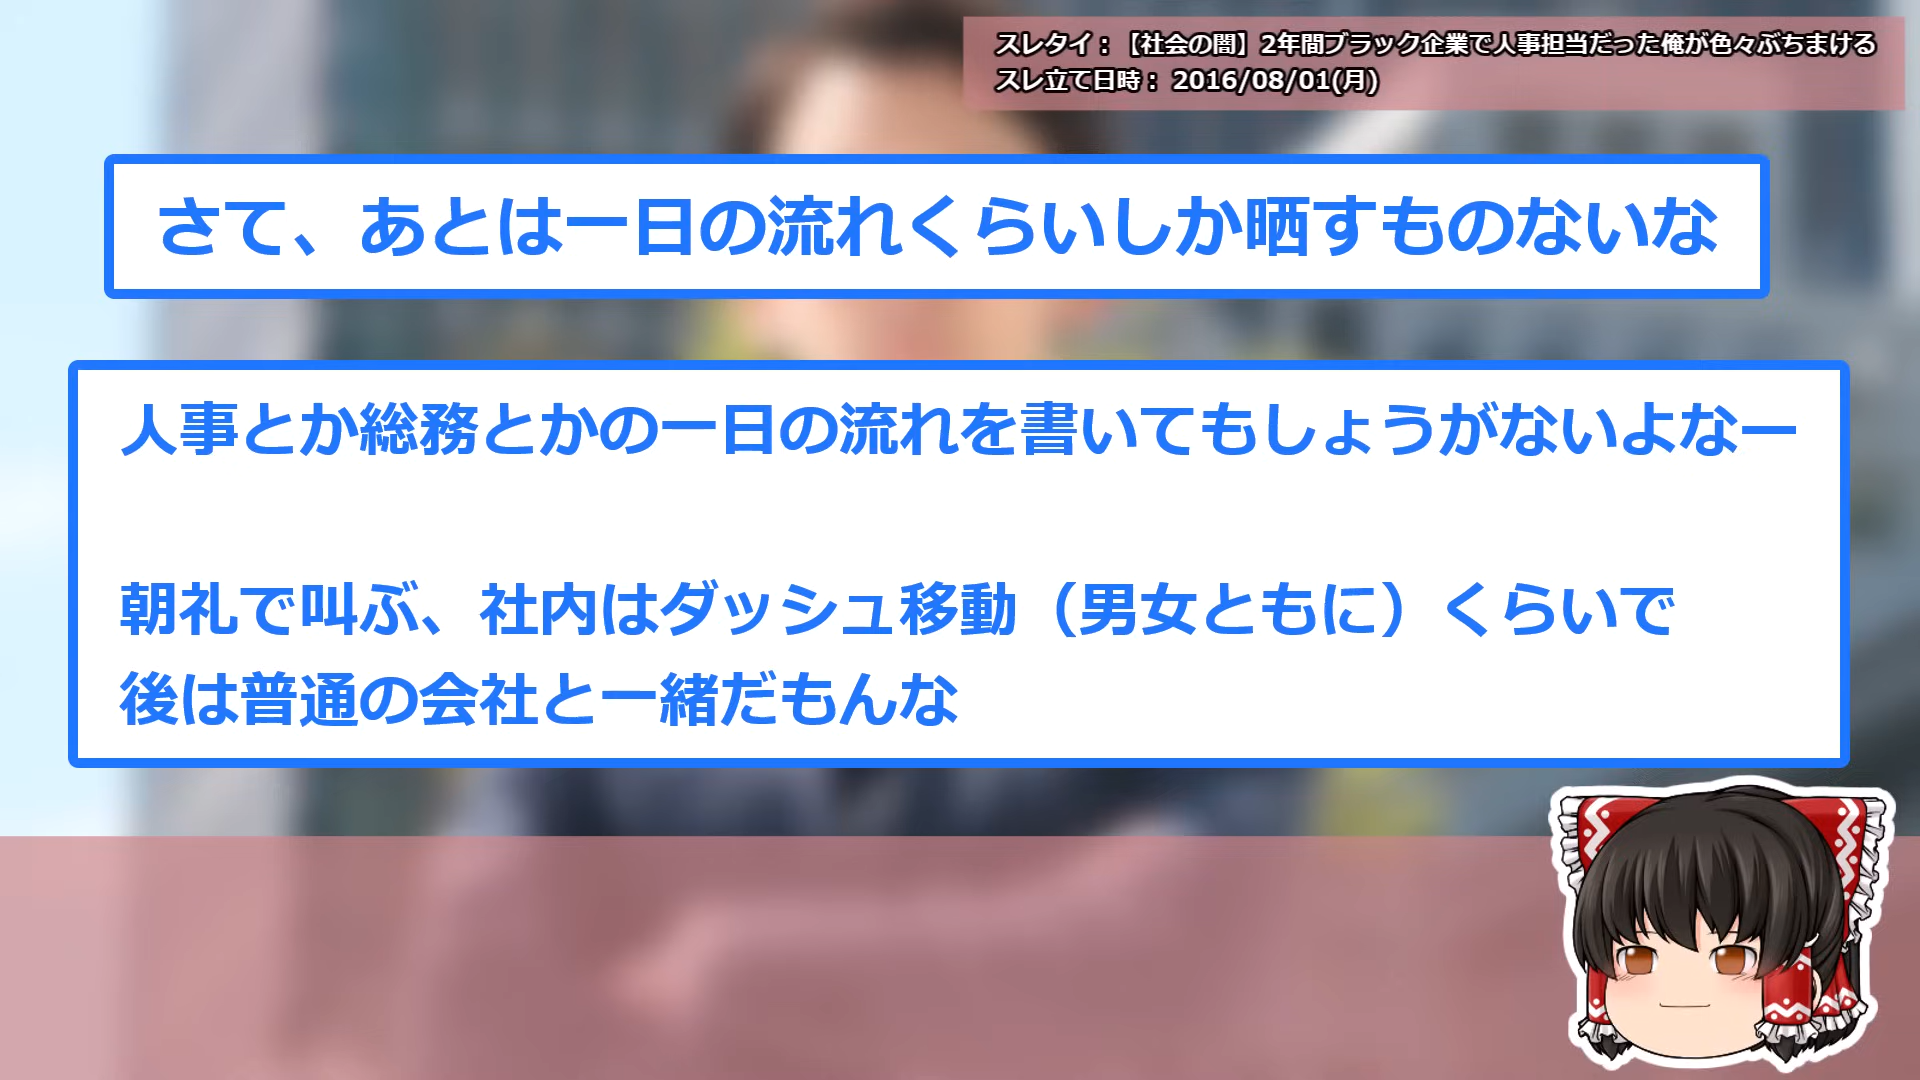 スレタイ：【社会の闇】2年間ブラック企業で人事担当だった俺が色々ぶちまける
スレ立て日時： 2016/08/01(月)
さて、あとは一日の流れくらいしか晒すものないな
人事とか総務とかの一日の流れを書いてもしょうがないよなー
朝礼で叫ぶ、社内はダッシュ移動（男女ともに）くらいで
後は普通の会社と一緒だもんな